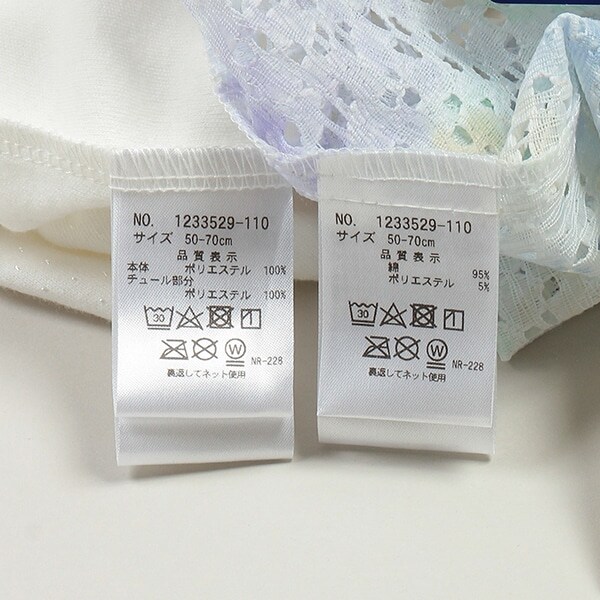 NO. 1233529-110
サイズ 50-70cm
品質表示
本体 ポリエステル 100%
チュール部分
ポリエステル 100%
30
W
NR-228
裏返してネット使用
NO. 1233529-110
サイズ 50-70cm
品質表示
綿 95%
ポリエステル 5%
30
W
NR-228
裏返してネット使用